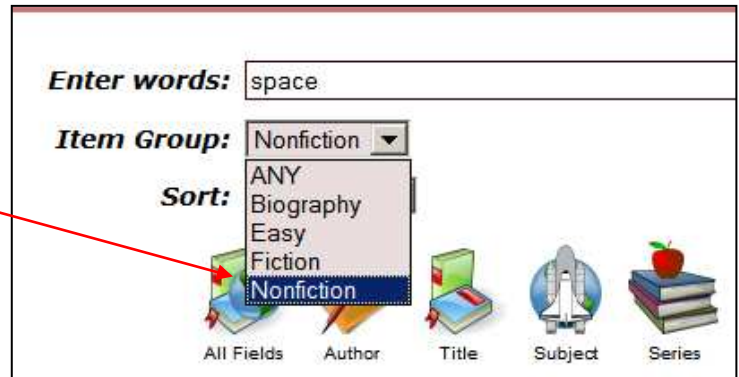 Enter words: space
Item Group: Nonfiction
ANY
Sort: Biography
Easy
Fiction
Nonfiction
All Fields Author Title Subject Series